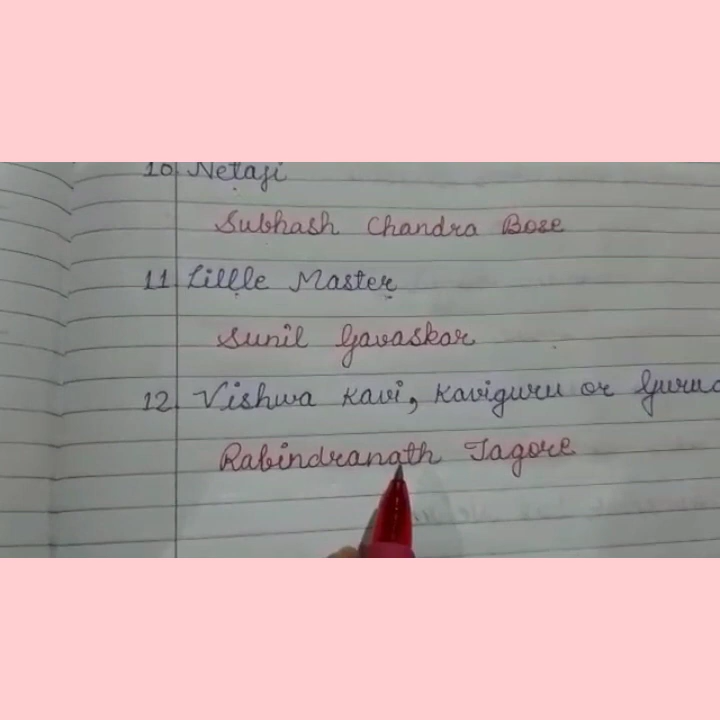 10 Netaji
Subhash Chandra Bose
11 Little Master
Sunil Gavaskar
12 Vishwa Kavi, Kaviguru or
Rabindranath Tagore